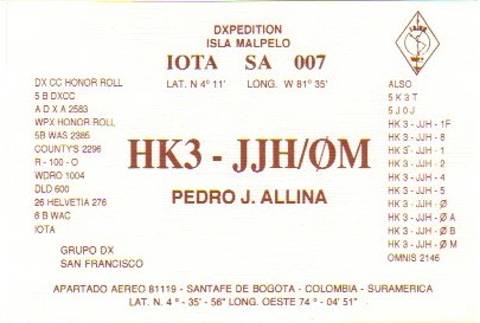 DXPEDITION
ISLA MALPELO
IOTA SA 007
LAT. N 4° 11' LONG. W 81° 35'
DX CC HONOR ROLL
5 B DXCC
A D X A 2583
WPX HONOR ROLL
5B WAS 2385
COUNTY'S 2296
R - 100 - O
WDRO 1004
DLD 600
26 HELVETIA 276
6 B WAC
IOTA
HK3 - JJH/ØM
PEDRO J. ALLINA
ALSO
5 K 3 T
5 J 0 J
HK 3 - JJH - 1F
HK 3 - JJH - 8
HK 3 - JJH - 1
HK 3 - JJH - 2
HK 3 - JJH - 4
HK 3 - JJH - 5
HK 3 - JJH - Ø
HK 3 - JJH - Ø A
HK 3 - JJH - Ø B
HK 3 - JJH - Ø M
OMNIS 2146
GRUPO DX
SAN FRANCISCO
APARTADO AEREO 81119 - SANTAFE DE BOGOTA - COLOMBIA - SURAMERICA
LAT. N. 4 ° - 35' - 56" LONG. OESTE 74 ° - 04' 51"